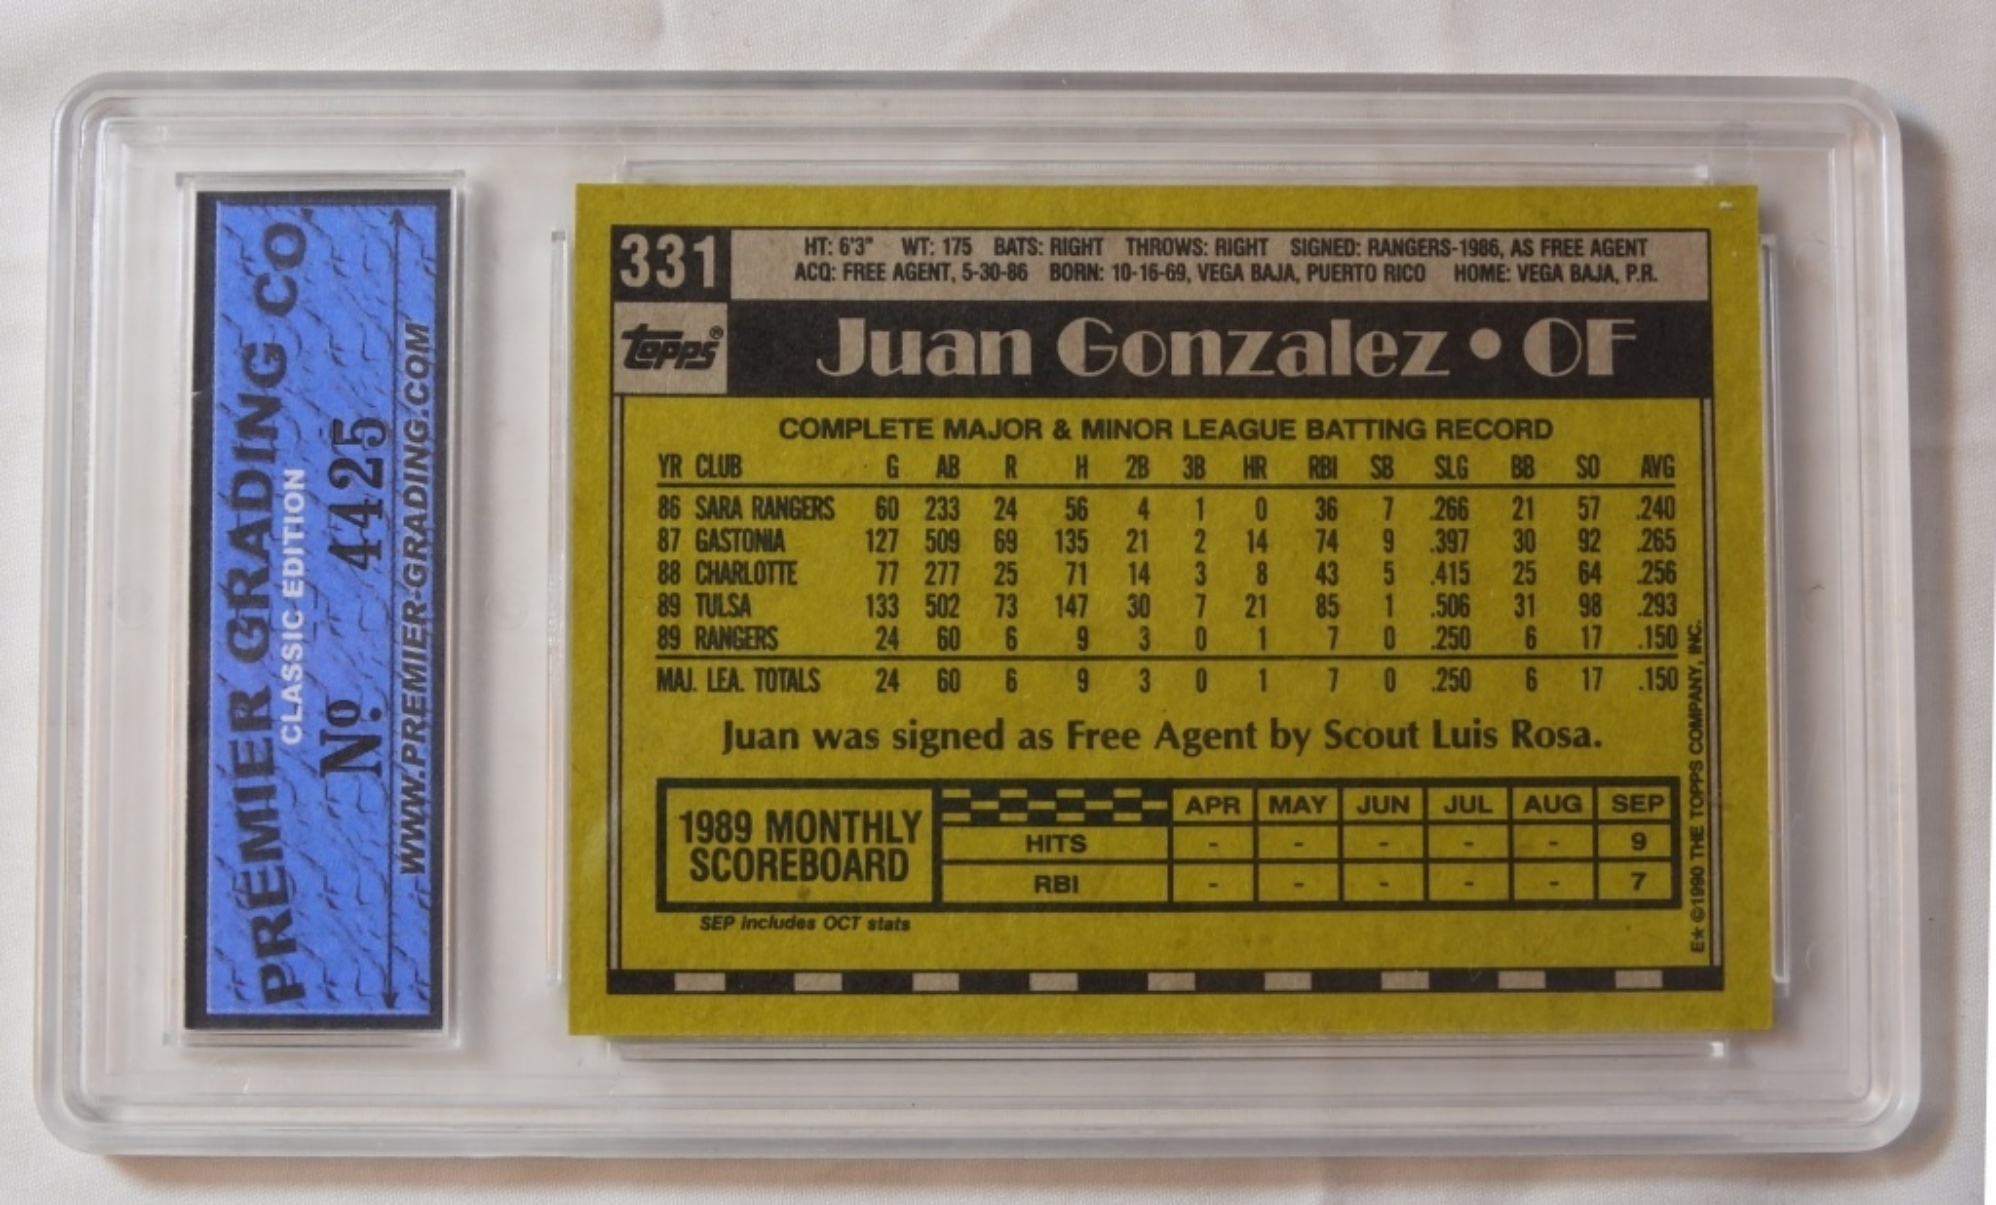 PREMIER GRADING CO
CLASSIC EDITION
No. 4425
WWW.PREMIER-GRADING.COM
331
HT: 6'3" WT: 175 BATS: RIGHT THROWS: RIGHT SIGNED: RANGERS-1986, AS FREE AGENT
ACQ: FREE AGENT, 5-30-86 BORN: 10-16-69, VEGA BAJA, PUERTO RICO HOME: VEGA BAJA, P.R.
topps®
Juan Gonzalez • OF
COMPLETE MAJOR & MINOR LEAGUE BATTING RECORD
YR CLUB G AB R H 2B 3B HR RBI SB SLG BB SO AVG
86 SARA RANGERS 60 233 24 56 4 1 0 36 7 .266 21 57 .240
87 GASTONIA 127 509 69 135 21 2 14 74 9 .397 30 92 .265
88 CHARLOTTE 77 277 25 71 14 3 8 43 5 .415 25 64 .256
89 TULSA 133 502 73 147 30 7 21 85 1 .506 31 98 .293
89 RANGERS 24 60 6 9 3 0 1 7 0 .250 6 17 .150
MAJ. LEA. TOTALS 24 60 6 9 3 0 1 7 0 .250 6 17 .150
Juan was signed as Free Agent by Scout Luis Rosa.
1989 MONTHLY
SCOREBOARD
APR MAY JUN JUL AUG SEP
HITS - - - - - 9
RBI - - - - - 7
SEP includes OCT stats
E★ ©1990 THE TOPPS COMPANY, INC.